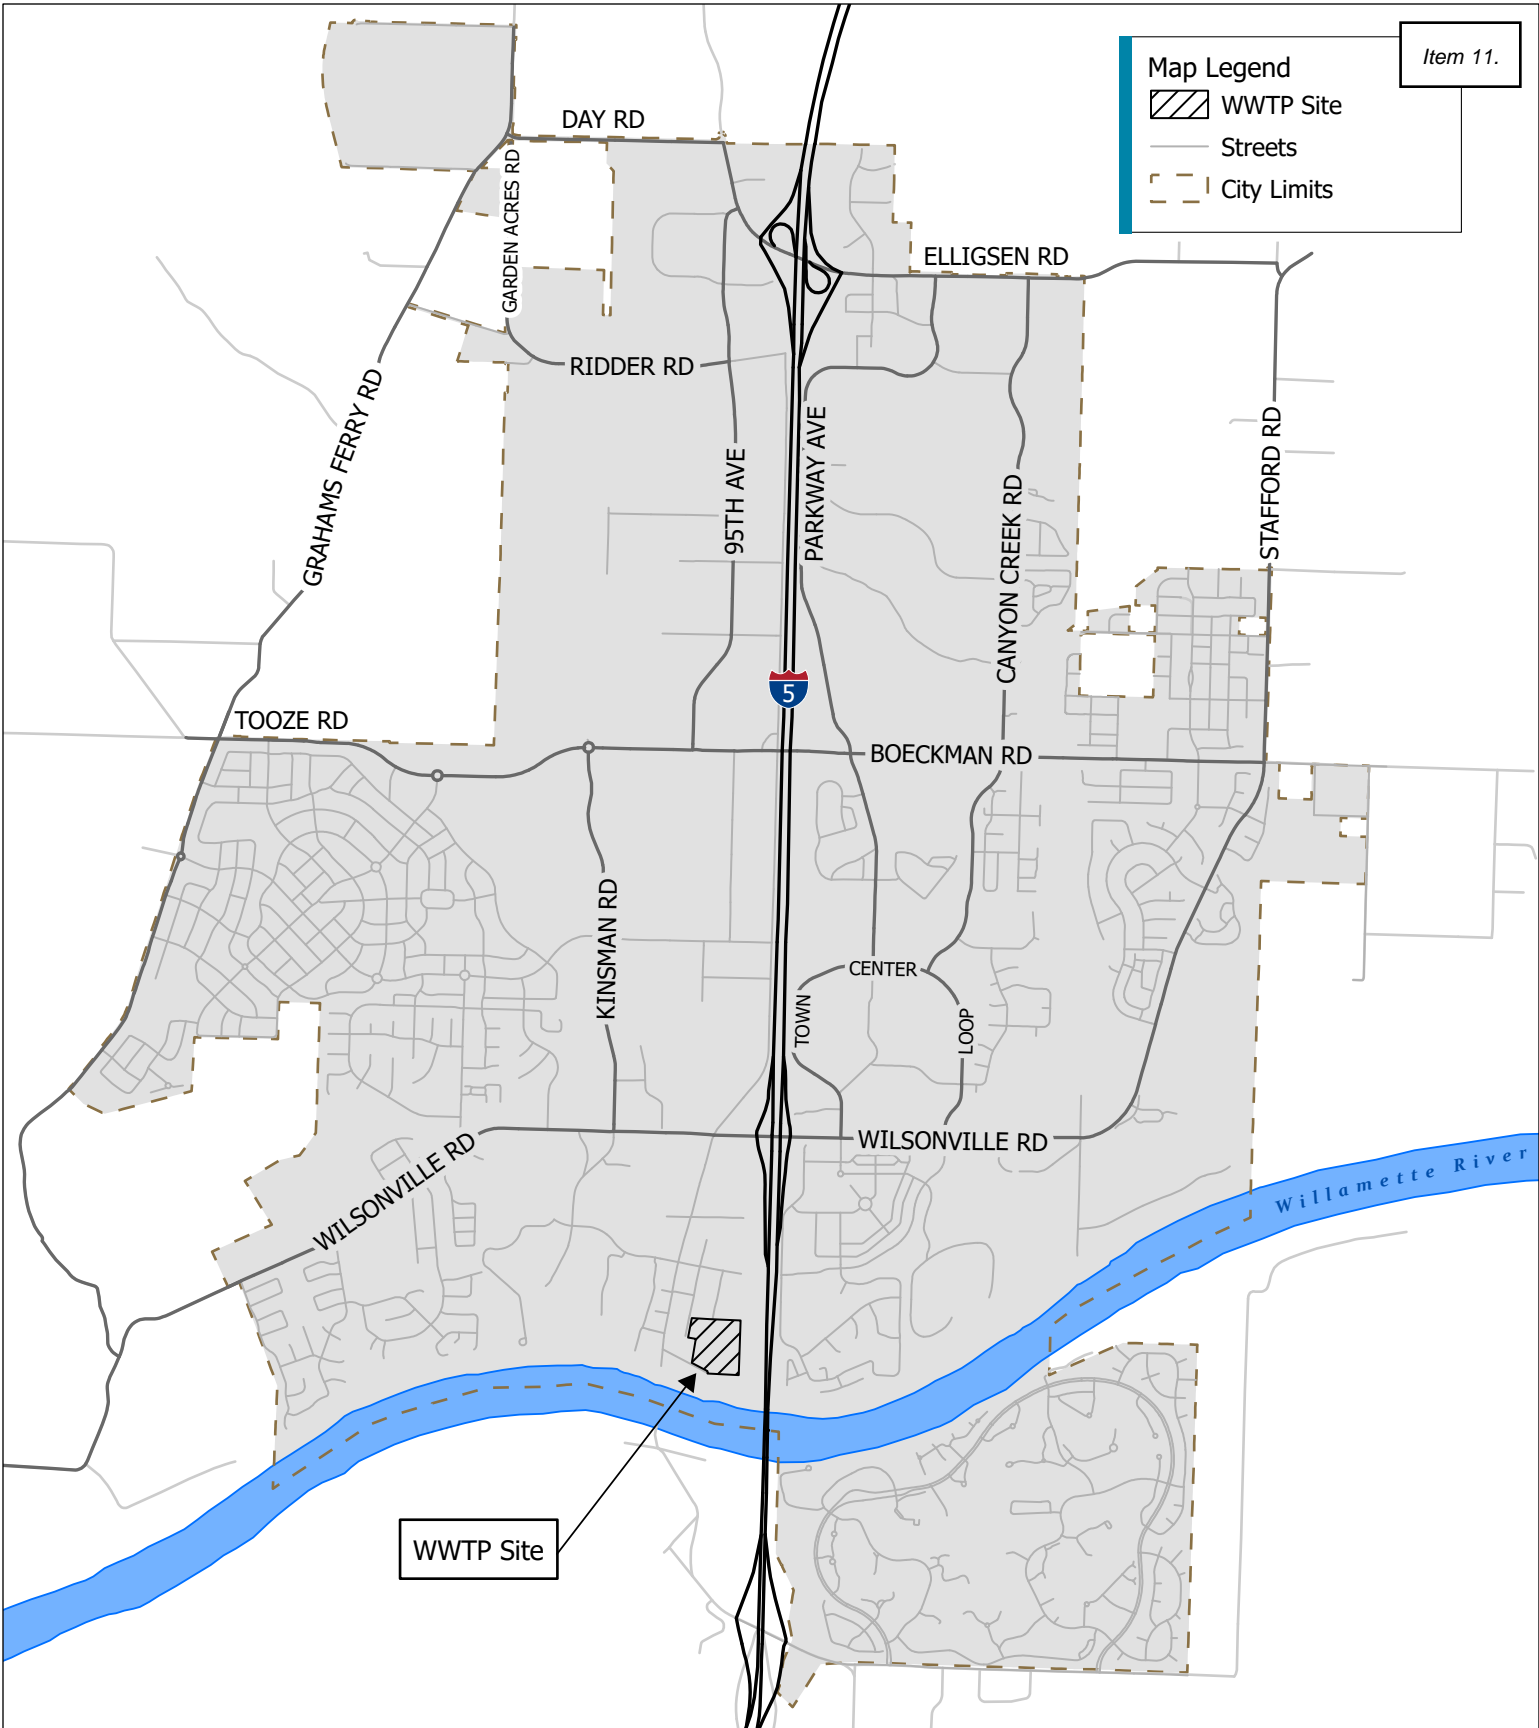 Item 11.
Map Legend
WWTP Site
Streets
City Limits
DAY RD
GARDEN ACRES RD
ELLIGSEN RD
RIDDER RD
GRAHAMS FERRY RD
95TH AVE
PARKWAY AVE
CANYON CREEK RD
STAFFORD RD
5
TOOZE RD
BOECKMAN RD
KINSMAN RD
CENTER
TOWN
LOOP
WILSONVILLE RD
WILSONVILLE RD
Willamette River
WWTP Site